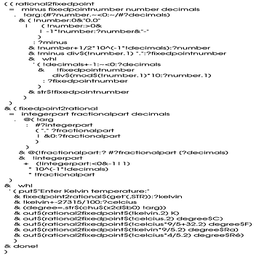 ( ( rational2fixedpoint
= minus fixedpointnumber number decimals
. !arg:(#?number.~<0:~/#?decimals)
& ( !number:0&"0.0"
| ( !number:>0&
| -1*!number:?number&"-"
)
: ?minus
& !number+1/2*10^(-1*!decimals):?number
& str$(!minus div$(!number.1) "."):?fixedpointnumber
& whl
' ( !decimals+-1:~<0:?decimals
& !fixedpointnumber
div$(mod$(!number.1)*10:?number.1)
: ?fixedpointnumber
)
& str$!fixedpointnumber
)
)
& ( fixedpoint2rational
= integerpart fractionalpart decimals
. @( !arg
: #?integerpart
( "." ?fractionalpart
| &0:?fractionalpart
)
)
& @(!fractionalpart:? #?fractionalpart [?decimals)
& !integerpart
+ (!integerpart:<0&-1|1)
* 10^(-1*!decimals)
* !fractionalpart
)
& whl
' ( put$"Enter Kelvin temperature:"
& fixedpoint2rational$(get'(,STR)):?kelvin
& !kelvin+-27315/100:?celcius
& (degree=.str$(chu$(x2d$b0) !arg))
& out$(rational2fixedpoint$(!kelvin.2) K)
& out$(rational2fixedpoint$(!celcius.2) degree$C)
& out$(rational2fixedpoint$(!celcius*9/5+32.2) degree$F)
& out$(rational2fixedpoint$(!kelvin*9/5.2) degree$Ra)
& out$(rational2fixedpoint$(!celcius*4/5.2) degree$Ré)
)
& done!
)